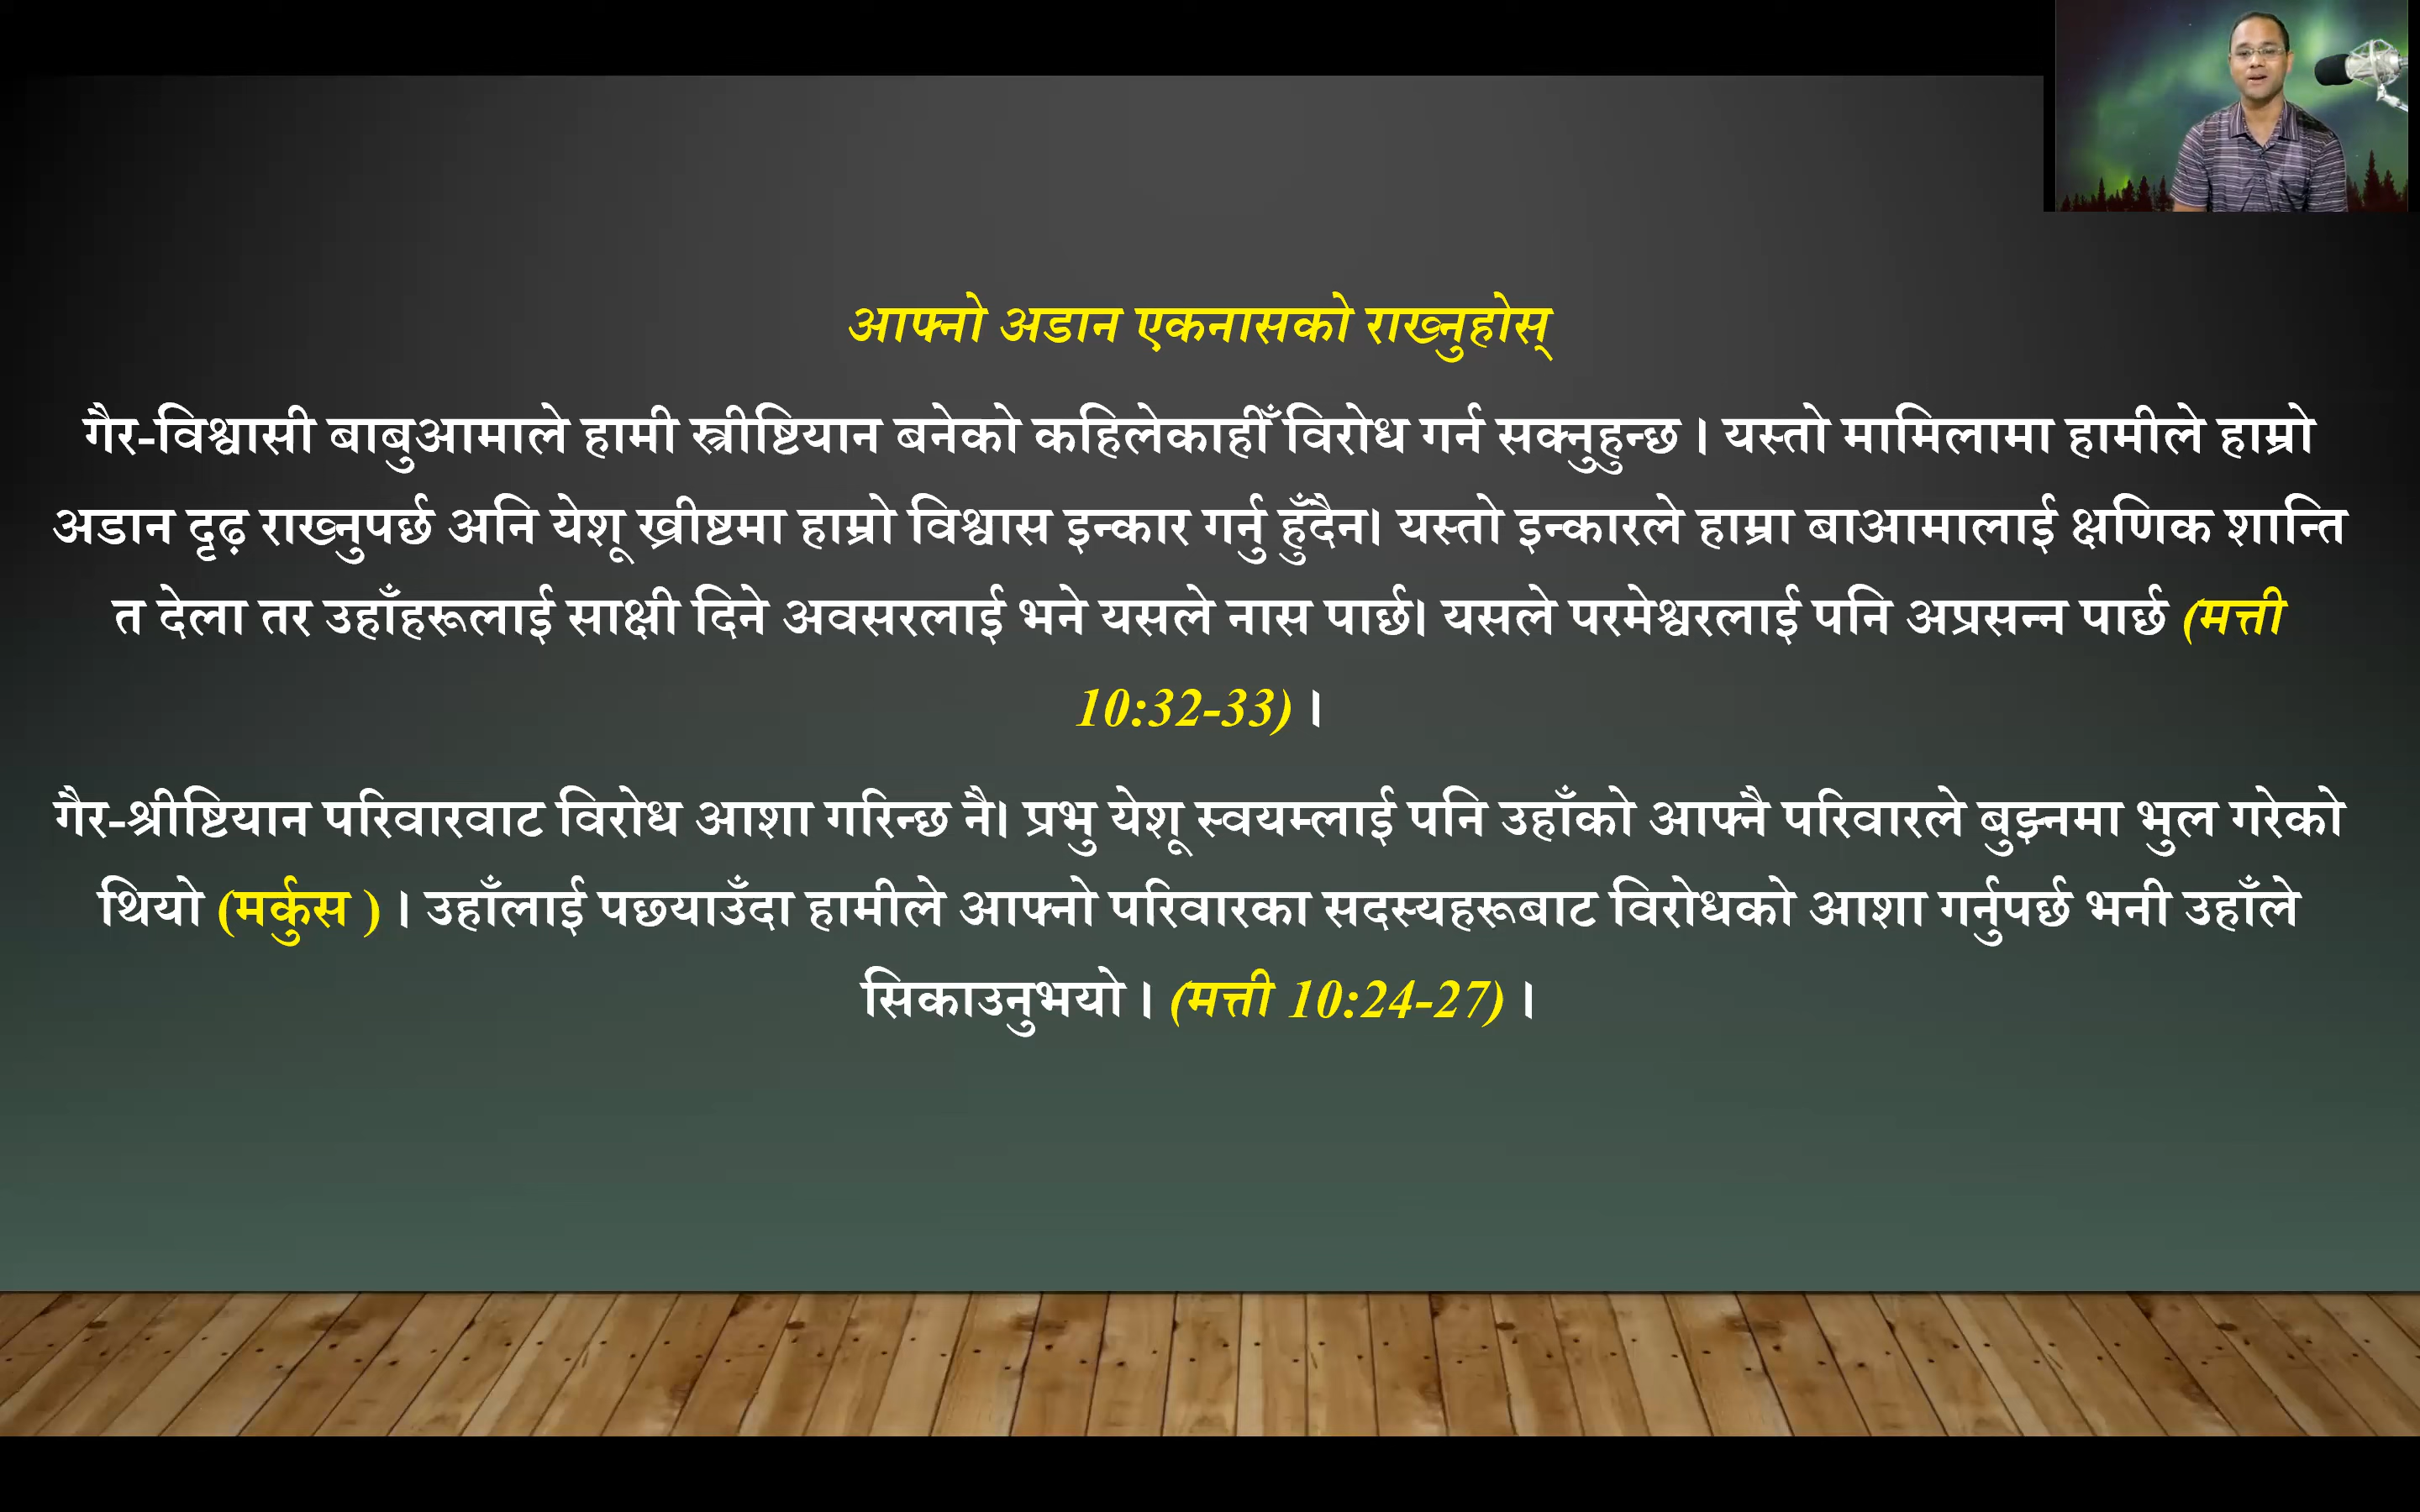 आफ्नो अडान एकनासको राख्नुहोस्
गैर-विश्वासी बाबुआमाले हामी ख्रीष्टियान बनेको कहिलेकाहीँ विरोध गर्न सक्नुहुन्छ । यस्तो मामिलामा हामीले हाम्रो
अडान दृढ़ राख्नुपर्छ अनि येशू ख्रीष्टमा हाम्रो विश्वास इन्कार गर्नु हुँदैन। यस्तो इन्कारले हाम्रा बाआमालाई क्षणिक शान्ति
त देला तर उहाँहरूलाई साक्षी दिने अवसरलाई भने यसले नास पार्छ। यसले परमेश्वरलाई पनि अप्रसन्न पार्छ (मत्ती
10:32-33) ।
गैर-श्रीष्टियान परिवारवाट विरोध आशा गरिन्छ नै। प्रभु येशू स्वयम्लाई पनि उहाँको आफ्नै परिवारले बुझ्नमा भुल गरेको
थियो (मर्कुस ) । उहाँलाई पछ्याउँदा हामीले आफ्नो परिवारका सदस्यहरूबाट विरोधको आशा गर्नुपर्छ भनी उहाँले
सिकाउनुभयो । (मत्ती 10:24-27) ।